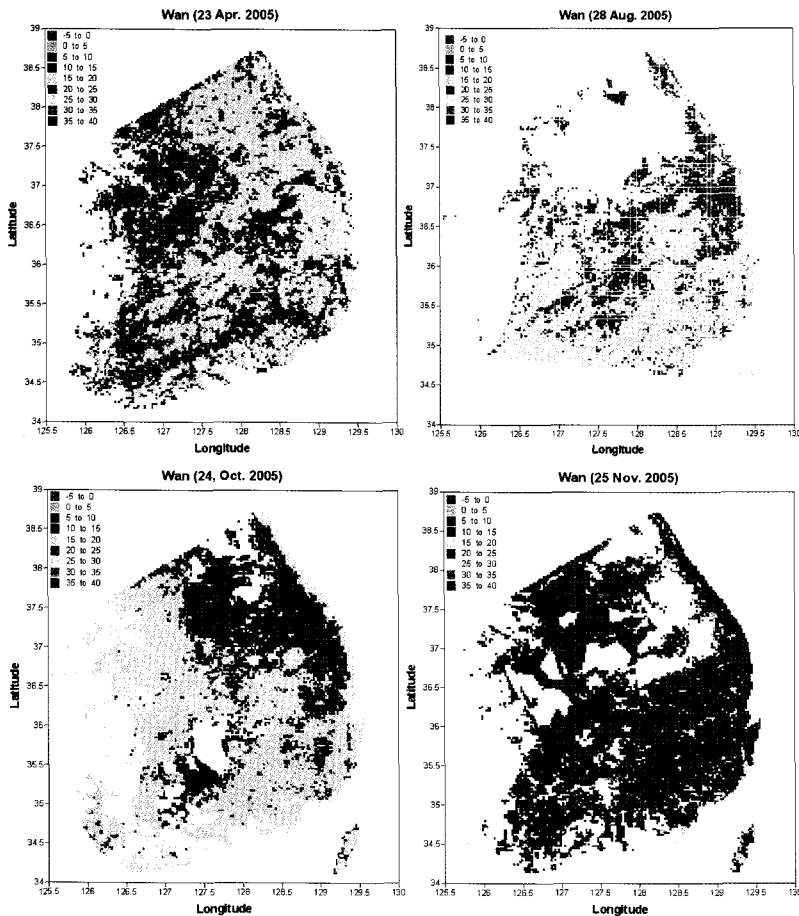 Wan (23 Apr. 2005)
39
38.5
38
37.5
37
36.5
36
35.5
35
34.5
34
Latitude
-5 to 0
0 to 5
5 to 10
10 to 15
15 to 20
20 to 25
25 to 30
30 to 35
35 to 40
125.5 126 126.5 127 127.5 128 128.5 129 129.5 130
Longitude
Wan (28 Aug. 2005)
39
38.5
38
37.5
37
36.5
36
35.5
35
34.5
34
Latitude
-5 to 0
0 to 5
5 to 10
10 to 15
15 to 20
20 to 25
25 to 30
30 to 35
35 to 40
125.5 126 126.5 127 127.5 128 128.5 129 129.5 130
Longitude
Wan (24, Oct. 2005)
39
38.5
38
37.5
37
36.5
36
35.5
35
34.5
34
Latitude
-5 to 0
0 to 5
5 to 10
10 to 15
15 to 20
20 to 25
25 to 30
30 to 35
35 to 40
125.5 126 126.5 127 127.5 128 128.5 129 129.5 130
Longitude
Wan (25 Nov. 2005)
39
38.5
38
37.5
37
36.5
36
35.5
35
34.5
34
Latitude
-5 to 0
0 to 5
5 to 10
10 to 15
15 to 20
20 to 25
25 to 30
30 to 35
35 to 40
125.5 126 126.5 127 127.5 128 128.5 129 129.5 130
Longitude